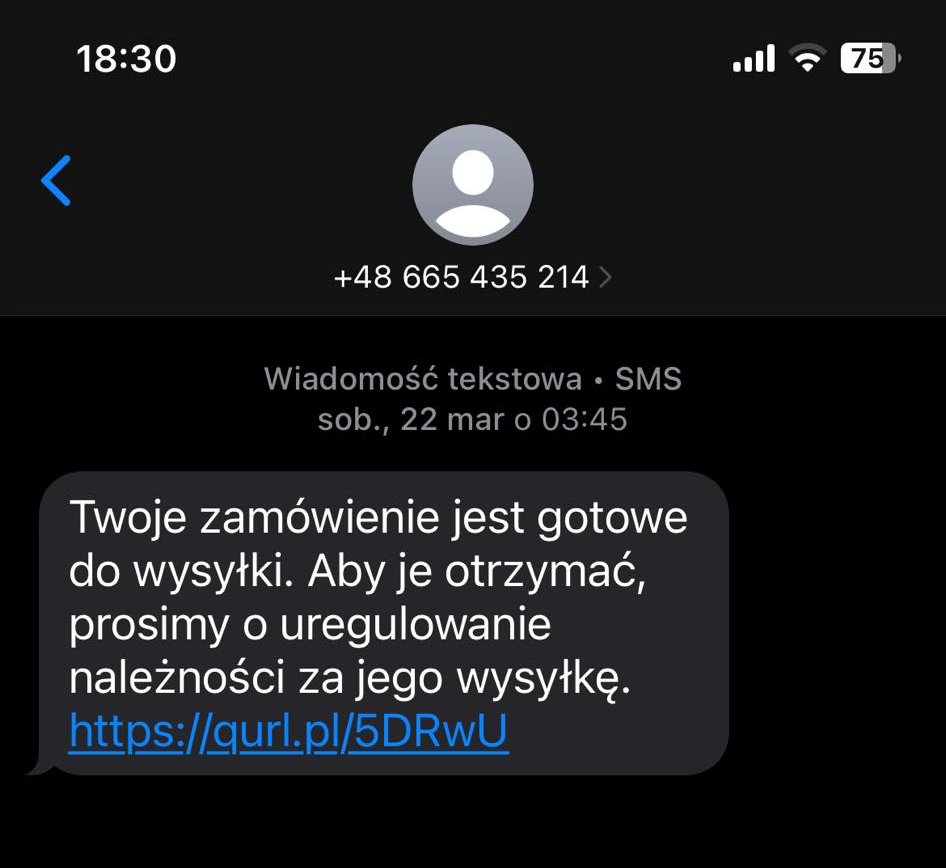 18:30
75
+48 665 435 214
Wiadomość tekstowa • SMS
sob., 22 mar o 03:45
Twoje zamówienie jest gotowe
do wysyłki. Aby je otrzymać,
prosimy o uregulowanie
należności za jego wysyłkę.
https://qurl.pl/5DRwU